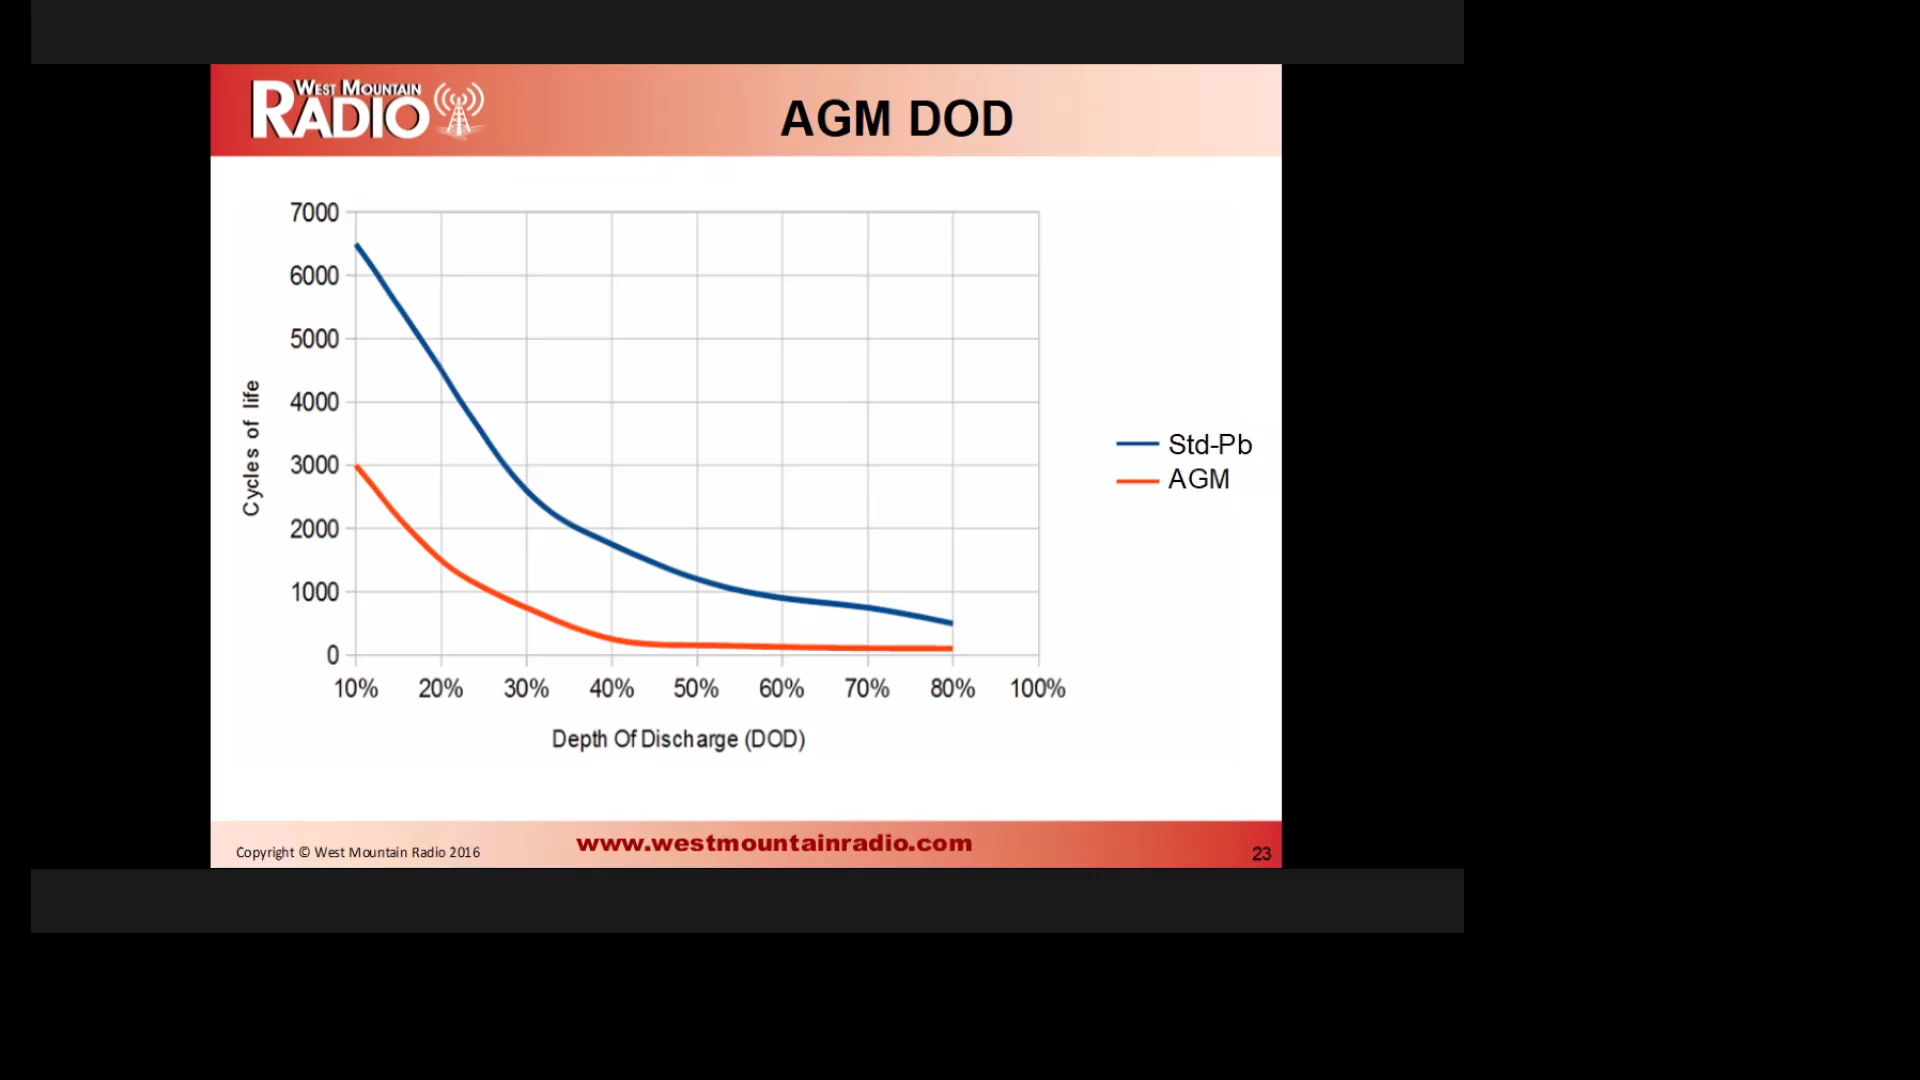 WEST MOUNTAIN
RADIO
AGM DOD
7000
6000
5000
4000
3000
2000
1000
0
Cycles of life
10% 20% 30% 40% 50% 60% 70% 80% 100%
Depth Of Discharge (DOD)
Std-Pb
AGM
Copyright © West Mountain Radio 2016
www.westmountainradio.com
23